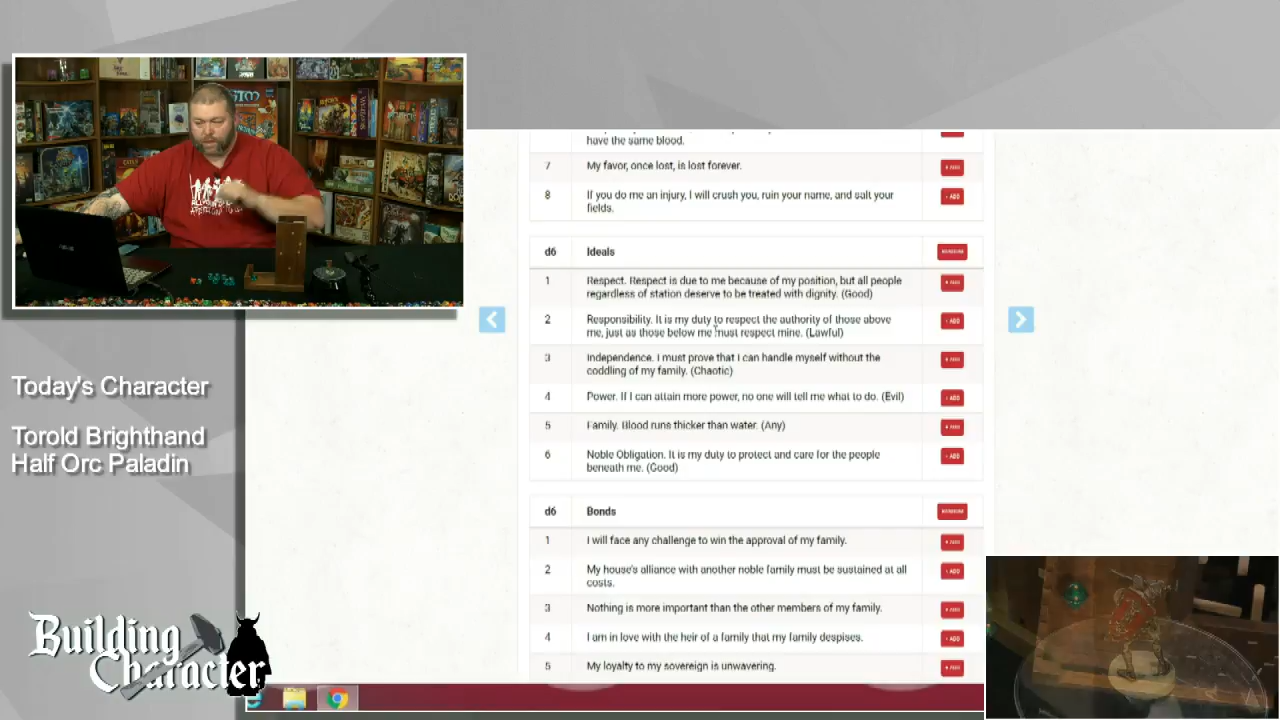 have the same blood.
7 My favor, once lost, is lost forever.
8 If you do me an injury, I will crush you, ruin your name, and salt your
fields.
+ ADD
d6 Ideals
1 Respect. Respect is due to me because of my position, but all people
regardless of station deserve to be treated with dignity. (Good)
2 Responsibility. It is my duty to respect the authority of those above
me, just as those below me must respect mine. (Lawful)
+ ADD
3 Independence. I must prove that I can handle myself without the
coddling of my family. (Chaotic)
4 Power. If I can attain more power, no one will tell me what to do. (Evil)
+ ADD
5 Family. Blood runs thicker than water. (Any)
6 Noble Obligation. It is my duty to protect and care for the people
beneath me. (Good)
+ ADD
d6 Bonds
1 I will face any challenge to win the approval of my family.
2 My house's alliance with another noble family must be sustained at all
costs.
+ ADD
3 Nothing is more important than the other members of my family.
4 I am in love with the heir of a family that my family despises.
+ ADD
5 My loyalty to my sovereign is unwavering.
Today's Character
Torold Brighthand
Half Orc Paladin
Building
Character